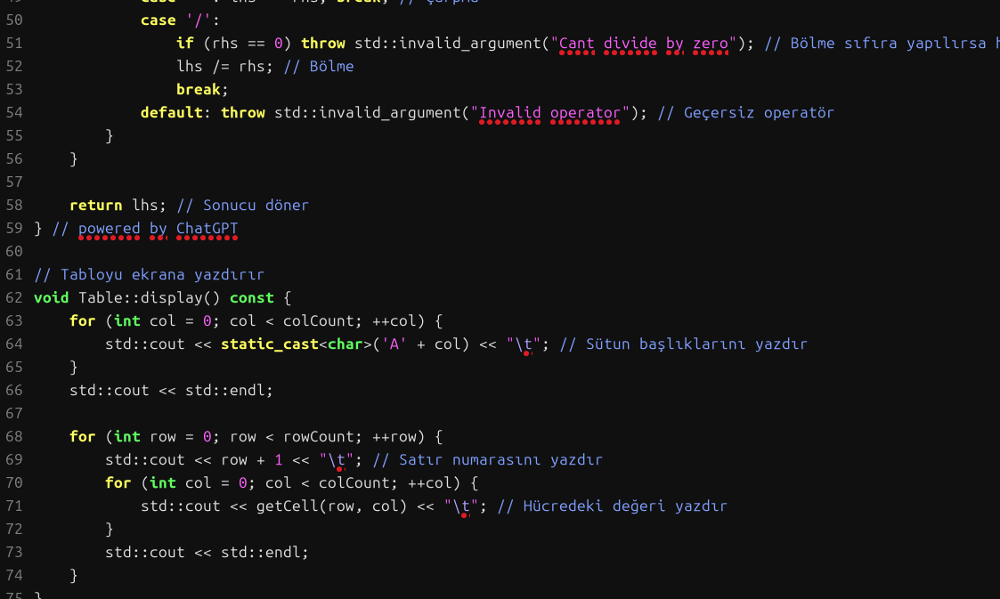 50 case '/':
51 if (rhs == 0) throw std::invalid_argument("Cant divide by zero"); // Bölme sıfıra yapılırsa
52 lhs /= rhs; // Bölme
53 break;
54 default: throw std::invalid_argument("Invalid operator"); // Geçersiz operatör
55 }
56 }
57
58 return lhs; // Sonucu döner
59 } // powered by ChatGPT
60
61 // Tabloyu ekrana yazdırır
62 void Table::display() const {
63 for (int col = 0; col < colCount; ++col) {
64 std::cout << static_cast<char>('A' + col) << "\t"; // Sütun başlıklarını yazdır
65 }
66 std::cout << std::endl;
67
68 for (int row = 0; row < rowCount; ++row) {
69 std::cout << row + 1 << "\t"; // Satır numarasını yazdır
70 for (int col = 0; col < colCount; ++col) {
71 std::cout << getCell(row, col) << "\t"; // Hücredeki değeri yazdır
72 }
73 std::cout << std::endl;
74 }
75 }